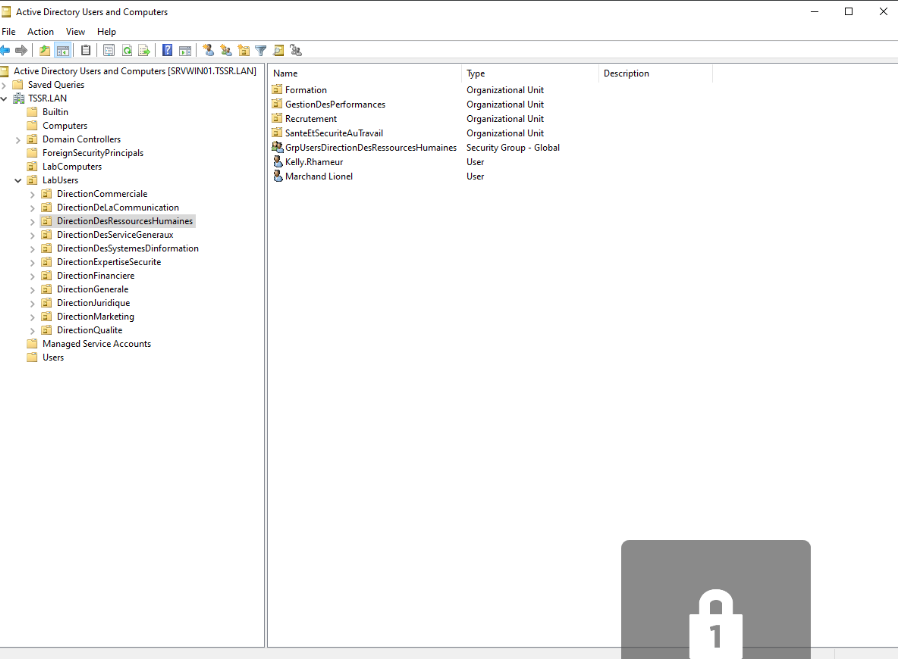 Active Directory Users and Computers
File Action View Help
Active Directory Users and Computers [SRVWIN01.TSSR.LAN]
Saved Queries
TSSR.LAN
Builtin
Computers
Domain Controllers
ForeignSecurityPrincipals
LabComputers
LabUsers
DirectionCommerciale
DirectionDeLaCommunication
DirectionDesRessourcesHumaines
DirectionDesServiceGeneraux
DirectionDesSystemesDinformation
DirectionExpertiseSecurite
DirectionFinanciere
DirectionGenerale
DirectionJuridique
DirectionMarketing
DirectionQualite
Managed Service Accounts
Users
Name Type Description
Formation Organizational Unit
GestionDesPerformances Organizational Unit
Recrutement Organizational Unit
SanteEtSecuriteAuTravail Organizational Unit
GrpUsersDirectionDesRessourcesHumaines Security Group - Global
Kelly.Rhameur User
Marchand Lionel User
1